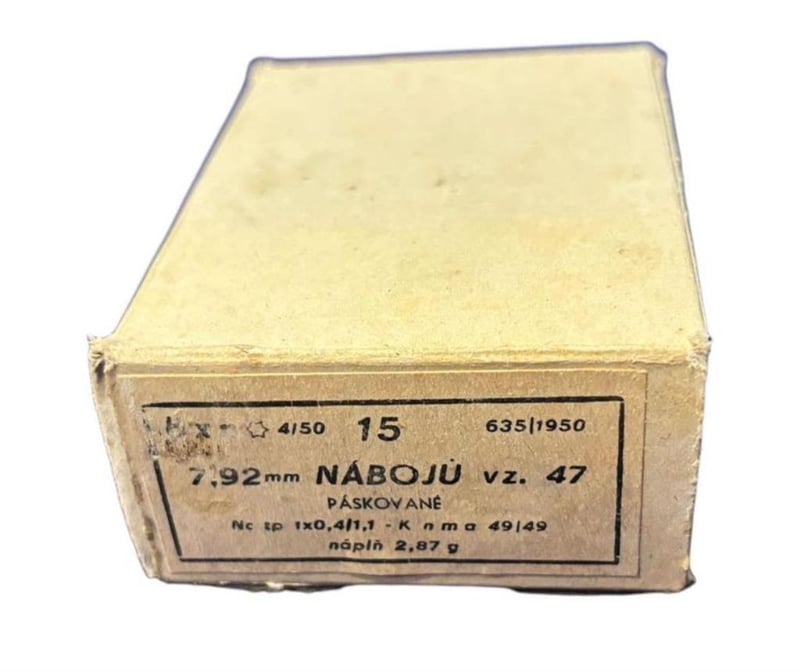 bxn 4/50 15 635|1950
7,92mm NÁBOJŮ vz. 47
PÁSKOVANÉ
Nc tp 1x0,4/1,1 - K n m a 49|49
náplň 2,87 g